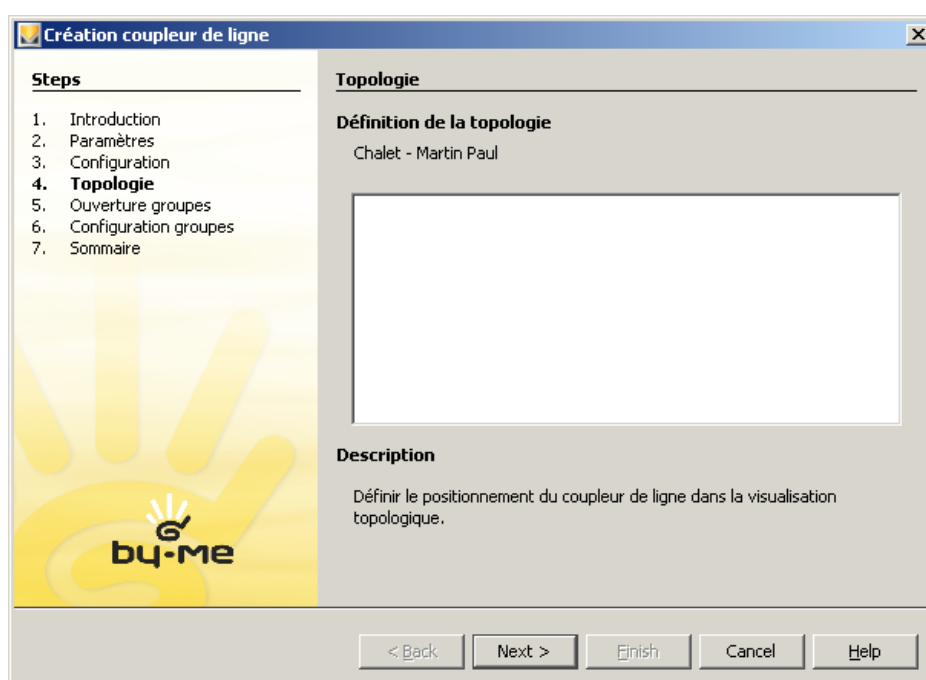 Création coupleur de ligne
Steps
1. Introduction
2. Paramètres
3. Configuration
4. Topologie
5. Ouverture groupes
6. Configuration groupes
7. Sommaire
by-me
Topologie
Définition de la topologie
Chalet - Martin Paul
Description
Définir le positionnement du coupleur de ligne dans la visualisation
topologique.
< Back Next > Finish Cancel Help